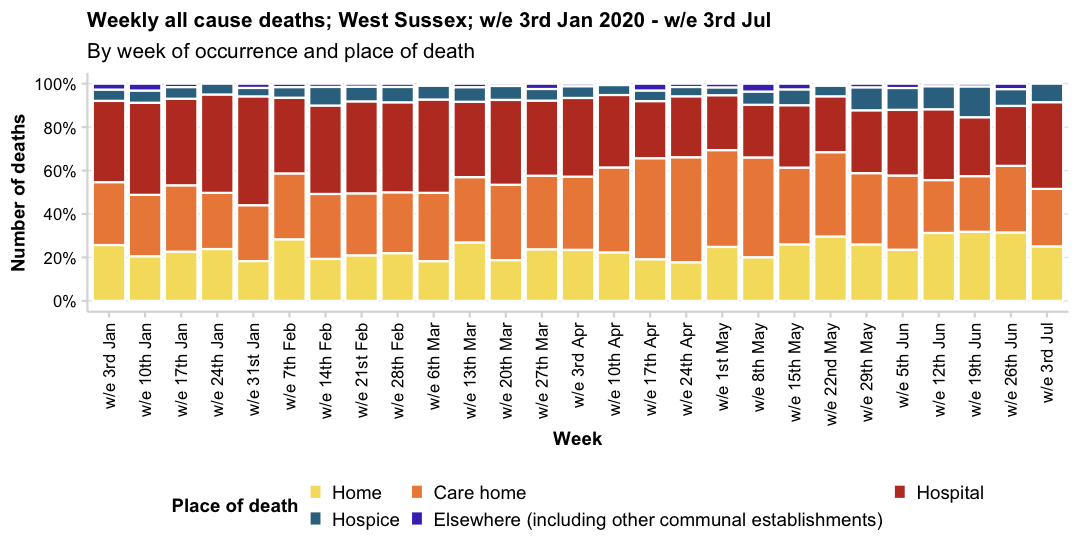 Weekly all cause deaths; West Sussex; w/e 3rd Jan 2020 - w/e 3rd Jul
By week of occurrence and place of death
Number of deaths
100%
80%
60%
40%
20%
0%
w/e 3rd Jan
w/e 10th Jan
w/e 17th Jan
w/e 24th Jan
w/e 31st Jan
w/e 7th Feb
w/e 14th Feb
w/e 21st Feb
w/e 28th Feb
w/e 6th Mar
w/e 13th Mar
w/e 20th Mar
w/e 27th Mar
w/e 3rd Apr
w/e 10th Apr
w/e 17th Apr
w/e 24th Apr
w/e 1st May
w/e 8th May
w/e 15th May
w/e 22nd May
w/e 29th May
w/e 5th Jun
w/e 12th Jun
w/e 19th Jun
w/e 26th Jun
w/e 3rd Jul
Week
Place of death
Home
Care home
Hospital
Hospice
Elsewhere (including other communal establishments)